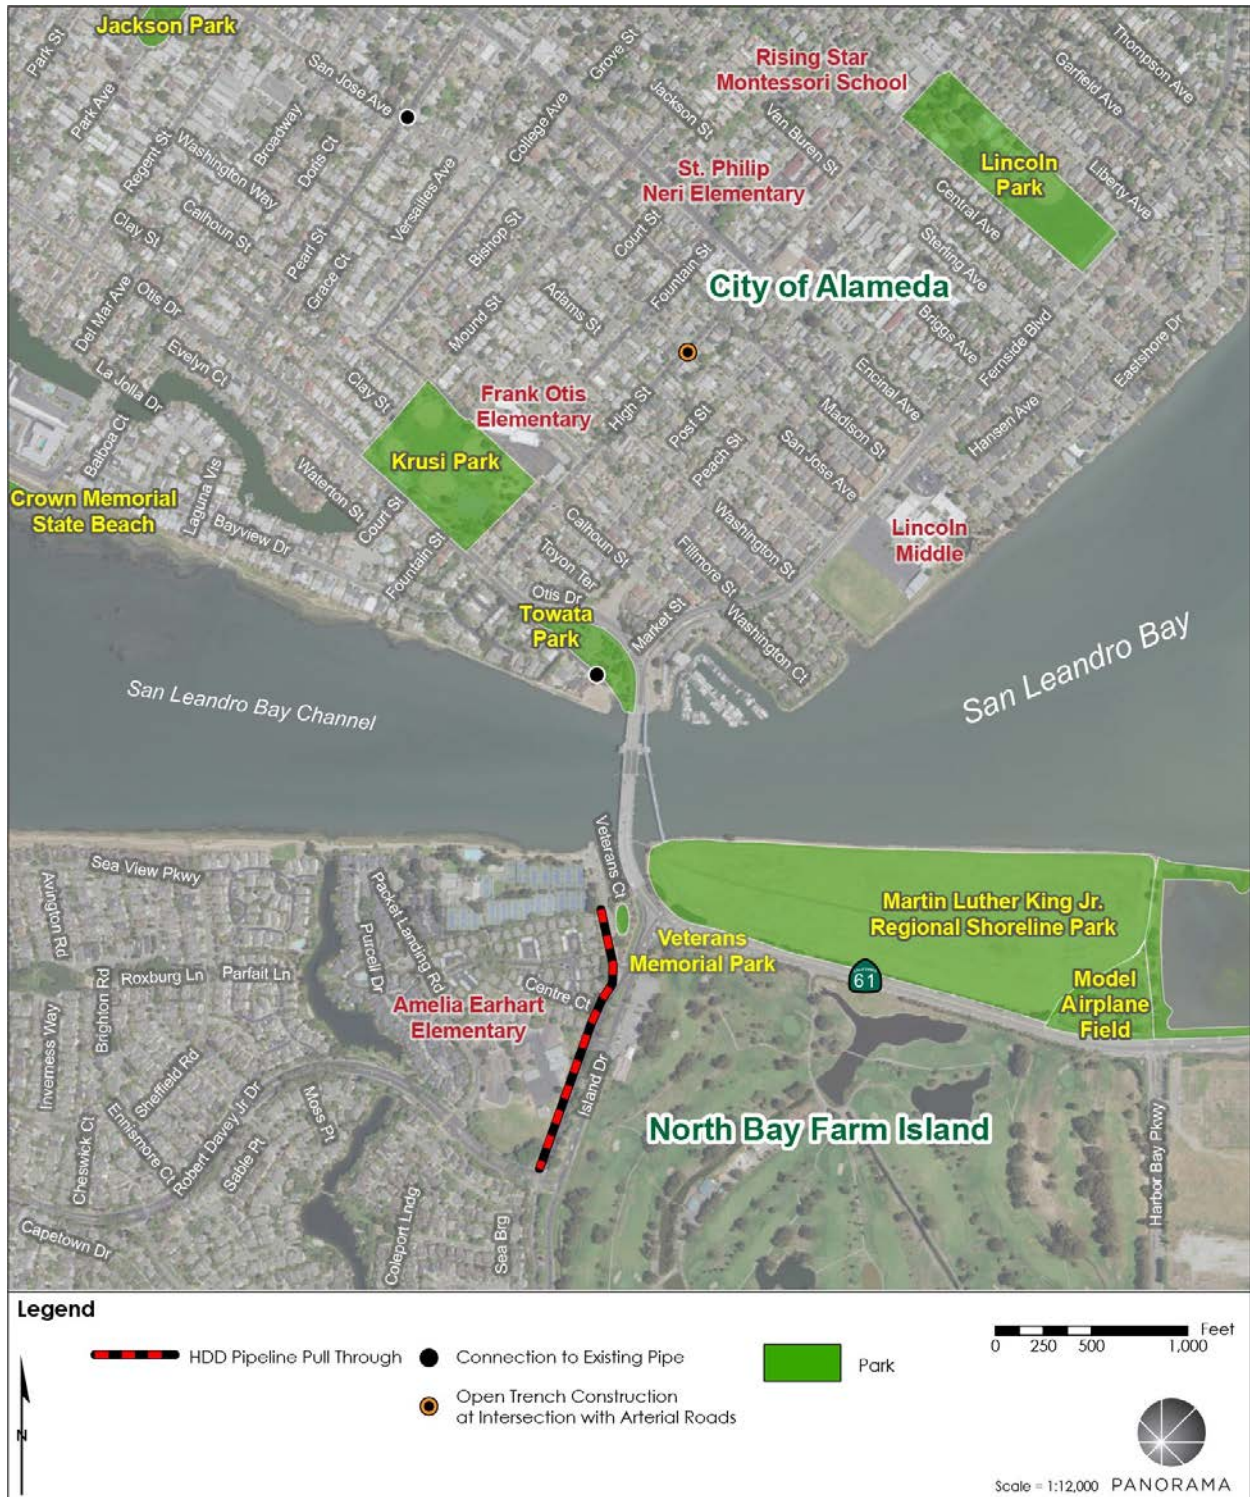 Jackson Park
Park St
San Jose Ave
Grove St
Rising Star
Montessori School
Thompson Ave
Garfield Ave
Park Ave
Broadway
Doris Ct
College Ave
Jackson St
Van Buren St
Regent St
Washington Way
Versailles Ave
St. Philip
Neri Elementary
Lincoln
Park
Liberty Ave
Central Ave
Clay St
Calhoun St
Pearl St
Grace Ct
Bishop St
Court St
Fountain St
Sterling Ave
City of Alameda
Del Mar Ave
Otis Dr
Mound St
Adams St
Briggs Ave
Fernside Blvd
Eastshore Dr
Evelyn Ct
La Jolla Dr
Clay St
Frank Otis
Elementary
High St
Post St
Encinal Ave
Madison St
Hansen Ave
Balboa Ct
Krusi Park
Peach St
San Jose Ave
Crown Memorial
State Beach
Laguna Vis
Bayview Dr
Waterton St
Court St
Fountain St
Calhoun St
Toyon Ter
Washington St
Fillmore St
Lincoln
Middle
Otis Dr
Towata
Park
Market St
Washington Ct
San Leandro Bay Channel
San Leandro Bay
Sea View Pkwy
Avington Rd
Packet Landing Rd
Purcell Dr
Veterans Ct
Martin Luther King Jr.
Regional Shoreline Park
Veterans
Memorial Park
61
Model
Airplane
Field
Brighton Rd
Roxburg Ln
Parfait Ln
Centre Ct
Amelia Earhart
Elementary
Inverness Way
Sheffield Rd
Ennismore Ct
Robert Davey Jr Dr
Moss Pt
Island Dr
North Bay Farm Island
Cheswick Ct
Sable Pt
Capetown Dr
Coleport Lndg
Sea Brg
Harbor Bay Pkwy
Legend
HDD Pipeline Pull Through
Connection to Existing Pipe
Open Trench Construction
at Intersection with Arterial Roads
Park
Feet
0 250 500 1,000
N
Scale = 1:12,000
PANORAMA